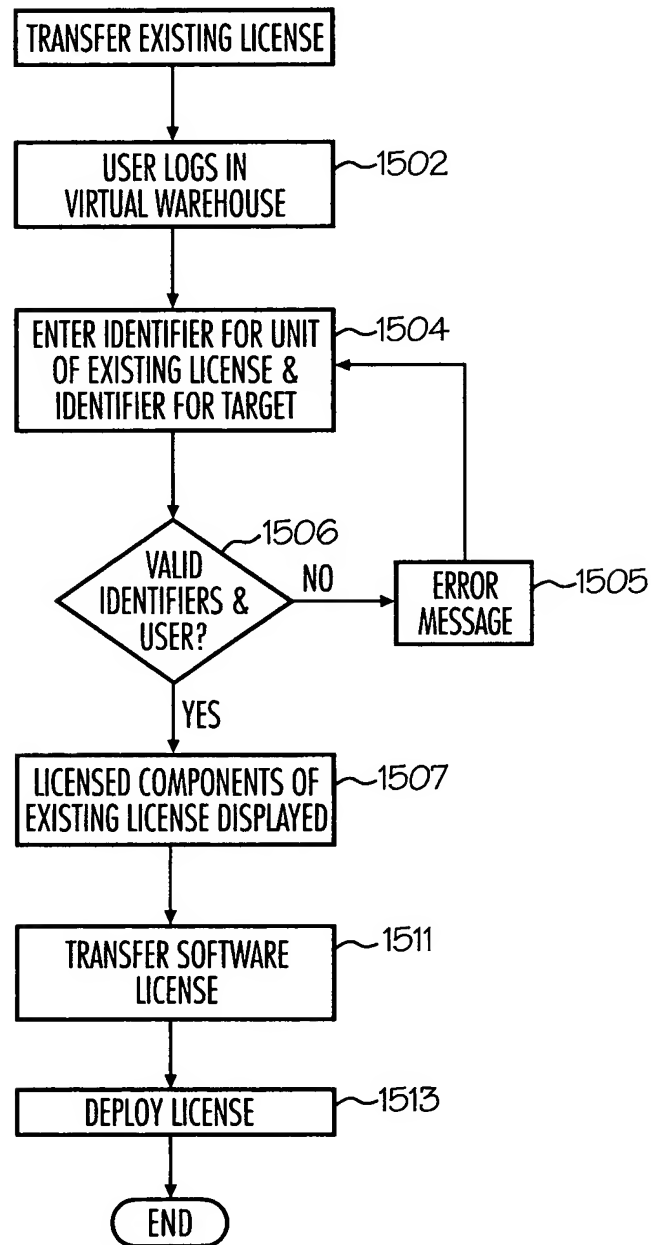 TRANSFER EXISTING LICENSE
USER LOGS IN
VIRTUAL WAREHOUSE
1502
ENTER IDENTIFIER FOR UNIT
OF EXISTING LICENSE &
IDENTIFIER FOR TARGET
1504
VALID
IDENTIFIERS &
USER?
1506
NO
ERROR
MESSAGE
1505
YES
LICENSED COMPONENTS OF
EXISTING LICENSE DISPLAYED
1507
TRANSFER SOFTWARE
LICENSE
1511
DEPLOY LICENSE
1513
END